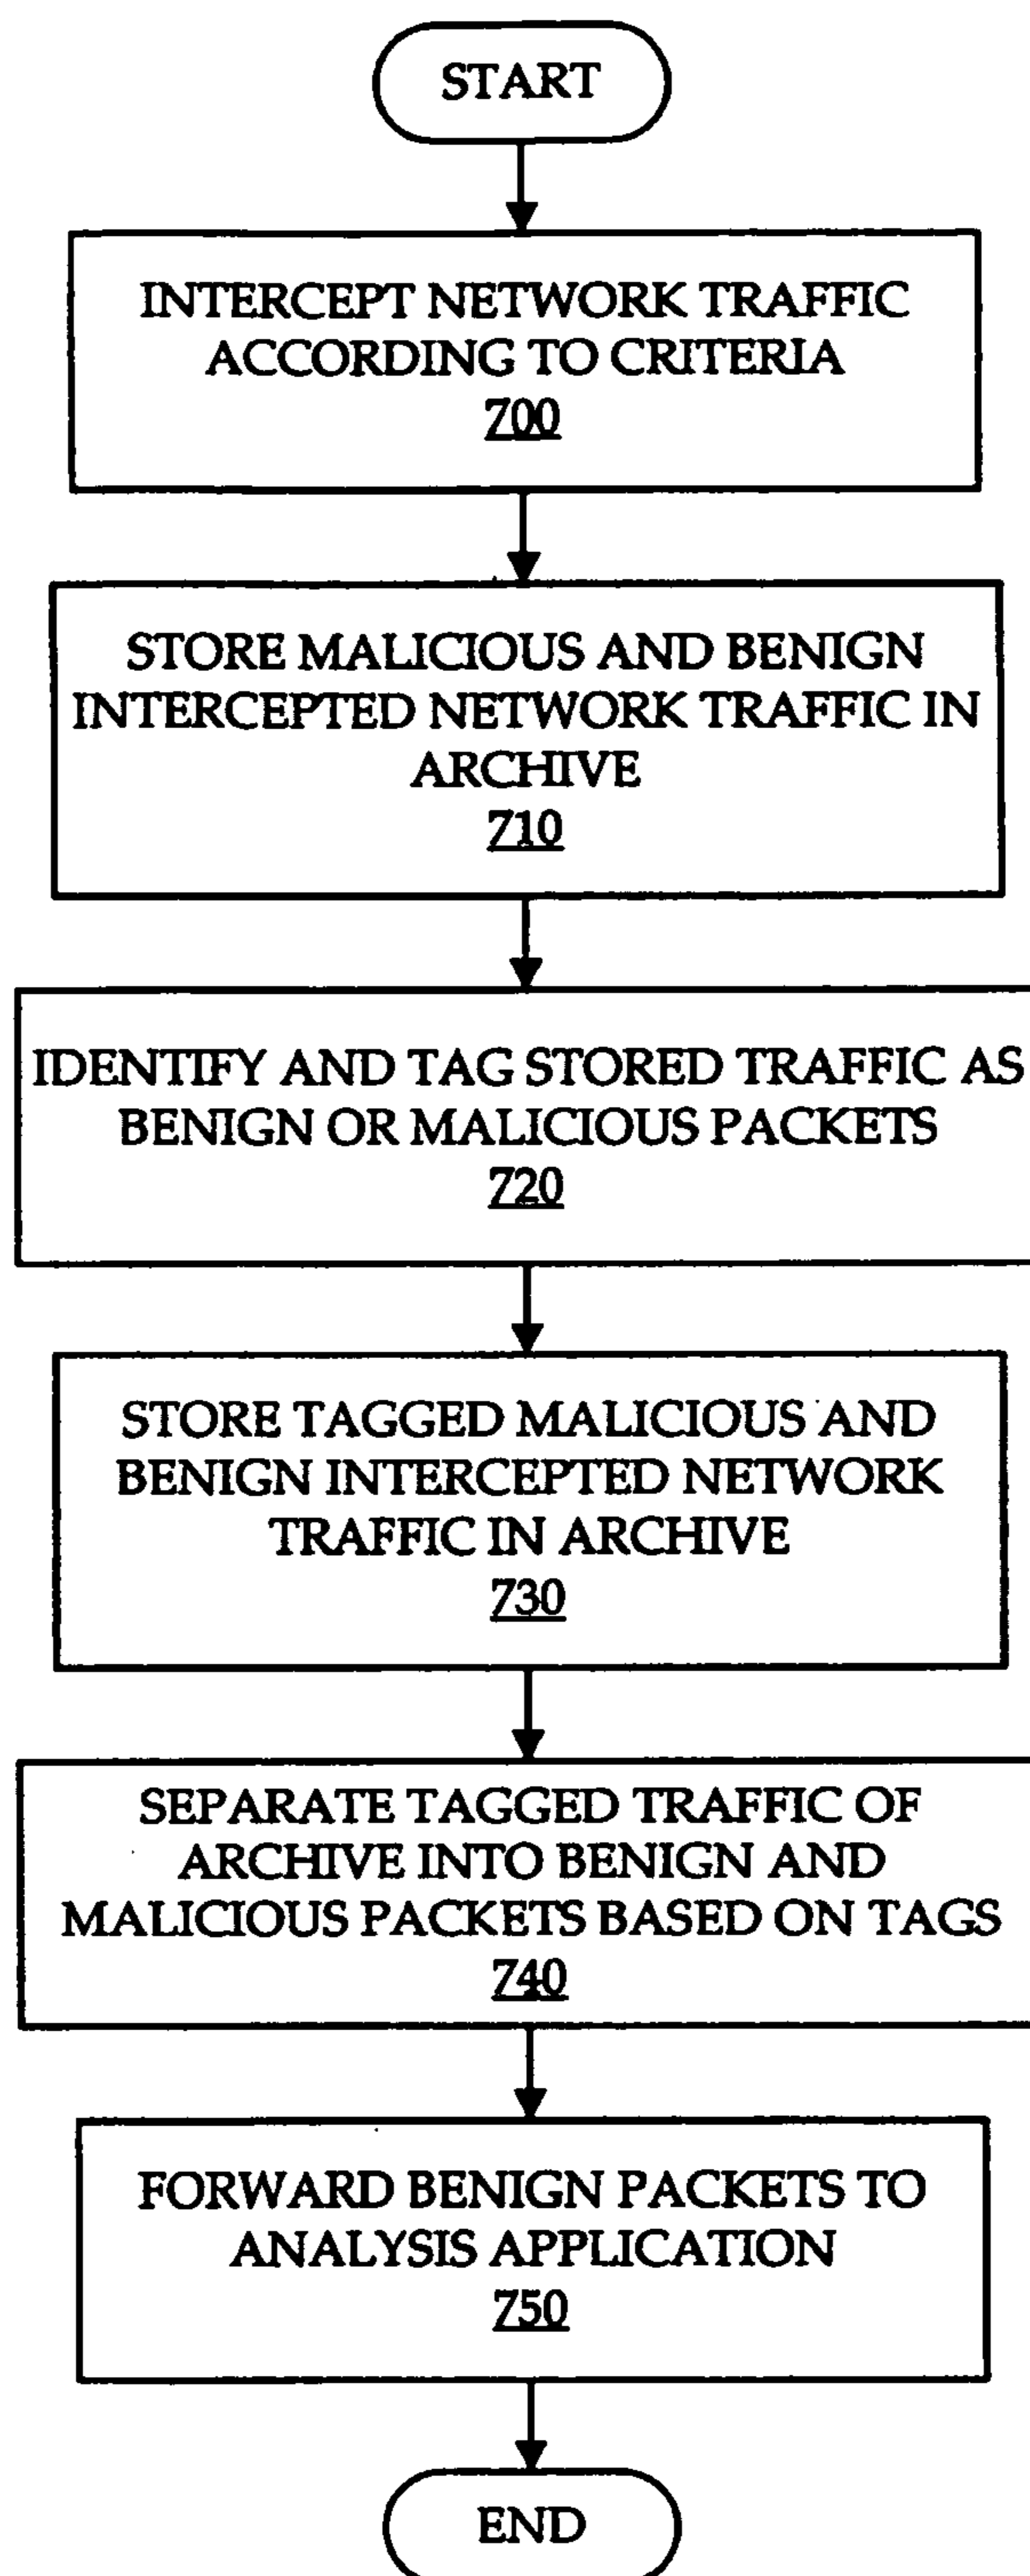 START
INTERCEPT NETWORK TRAFFIC
ACCORDING TO CRITERIA
700
STORE MALICIOUS AND BENIGN
INTERCEPTED NETWORK TRAFFIC IN
ARCHIVE
710
IDENTIFY AND TAG STORED TRAFFIC AS
BENIGN OR MALICIOUS PACKETS
720
STORE TAGGED MALICIOUS AND
BENIGN INTERCEPTED NETWORK
TRAFFIC IN ARCHIVE
730
SEPARATE TAGGED TRAFFIC OF
ARCHIVE INTO BENIGN AND
MALICIOUS PACKETS BASED ON TAGS
740
FORWARD BENIGN PACKETS TO
ANALYSIS APPLICATION
750
END